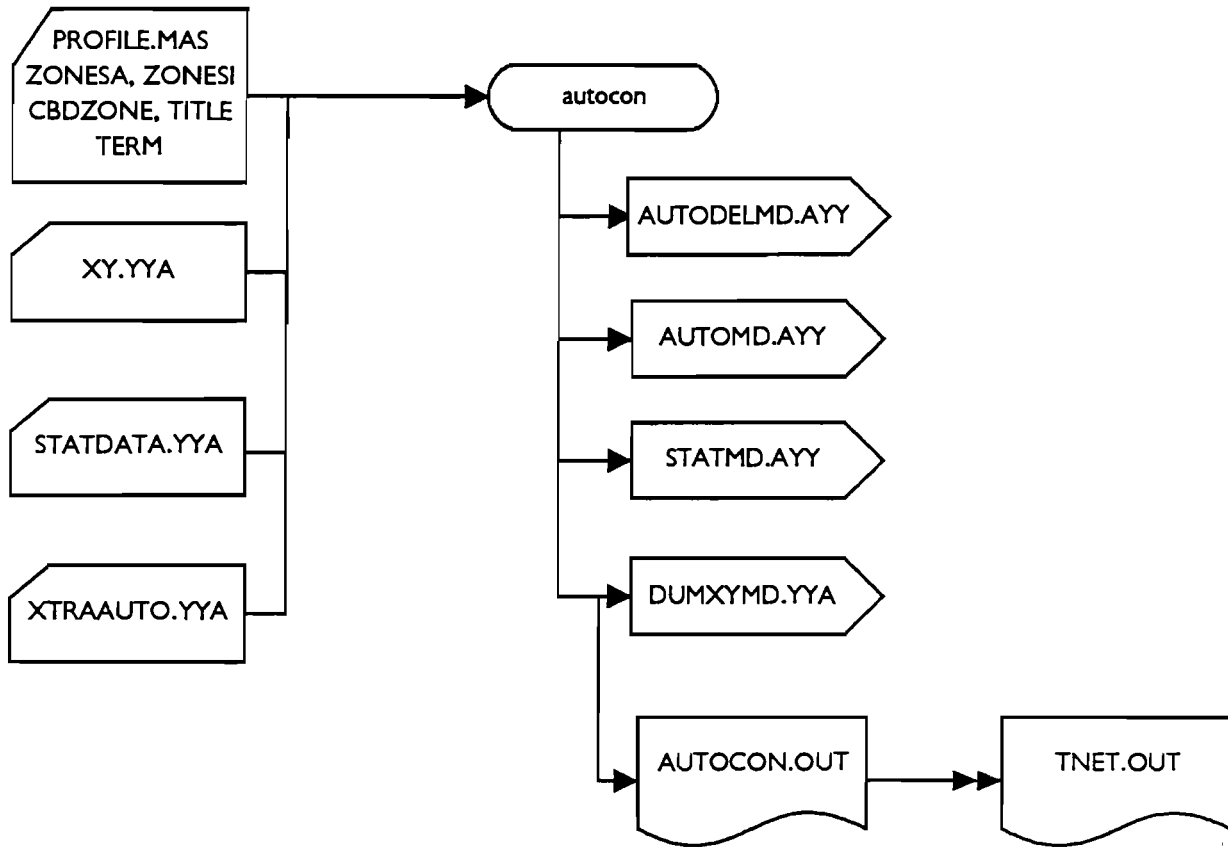 PROFILE.MAS
ZONESA, ZONESI
CBDZONE, TITLE
TERM
autocon
AUTODELMD.AYY
XY.YYA
AUTOMD.AYY
STATDATA.YYA
STATMD.AYY
XTRAAUTO.YYA
DUMXYMD.YYA
AUTOCON.OUT
TNET.OUT